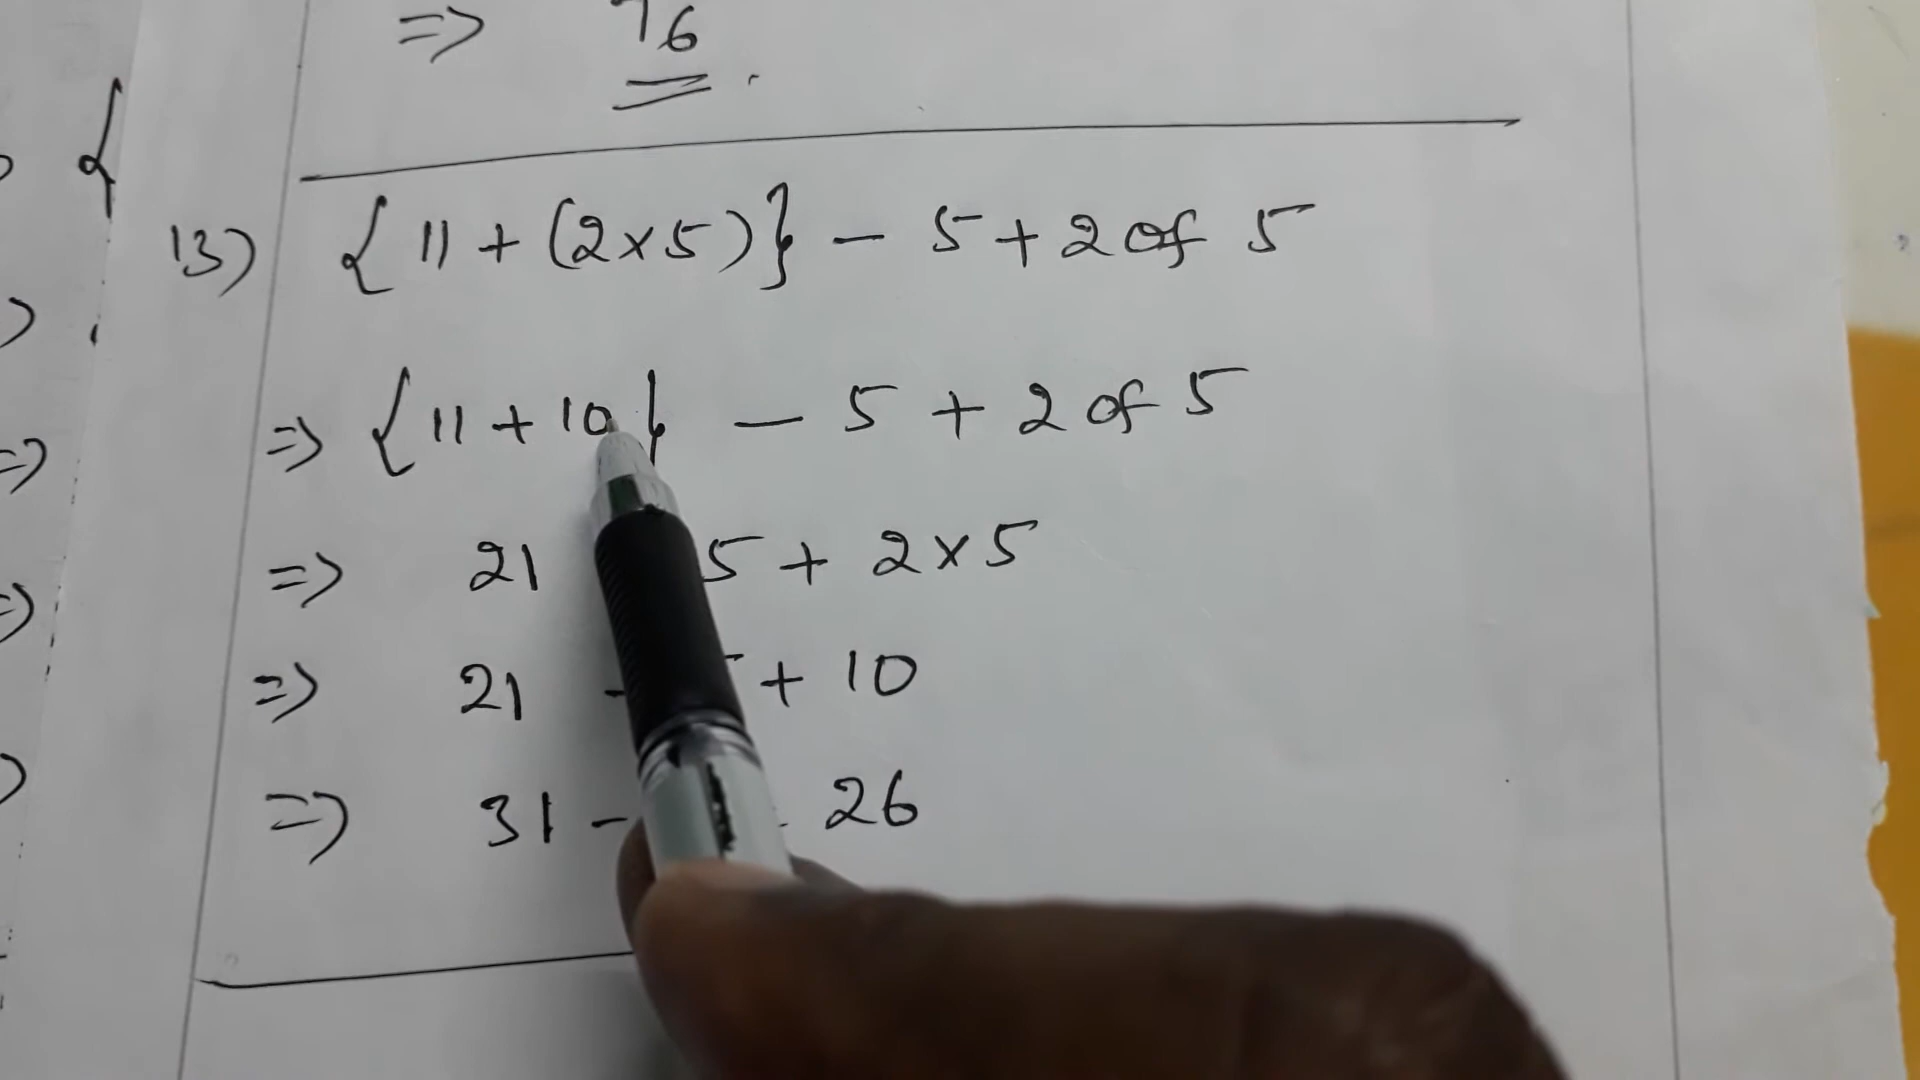 => 76
13) { 11 + (2×5)} - 5 + 2 of 5
=> { 11 + 10 } - 5 + 2 of 5
=> 21 5 + 2×5
=> 21 - + 10
=> 31 - 26